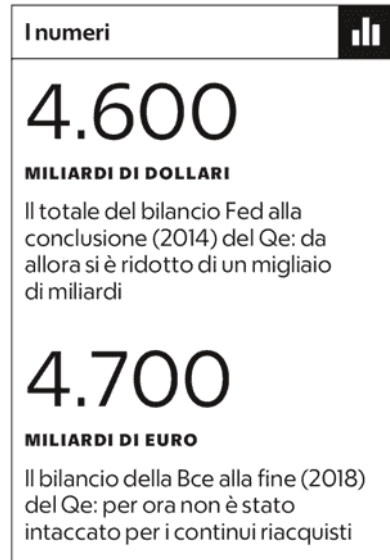 I numeri
4.600
MILIARDI DI DOLLARI
Il totale del bilancio Fed alla
conclusione (2014) del Qe: da
allora si è ridotto di un migliaio
di miliardi
4.700
MILIARDI DI EURO
Il bilancio della Bce alla fine (2018)
del Qe: per ora non è stato
intaccato per i continui riacquisti